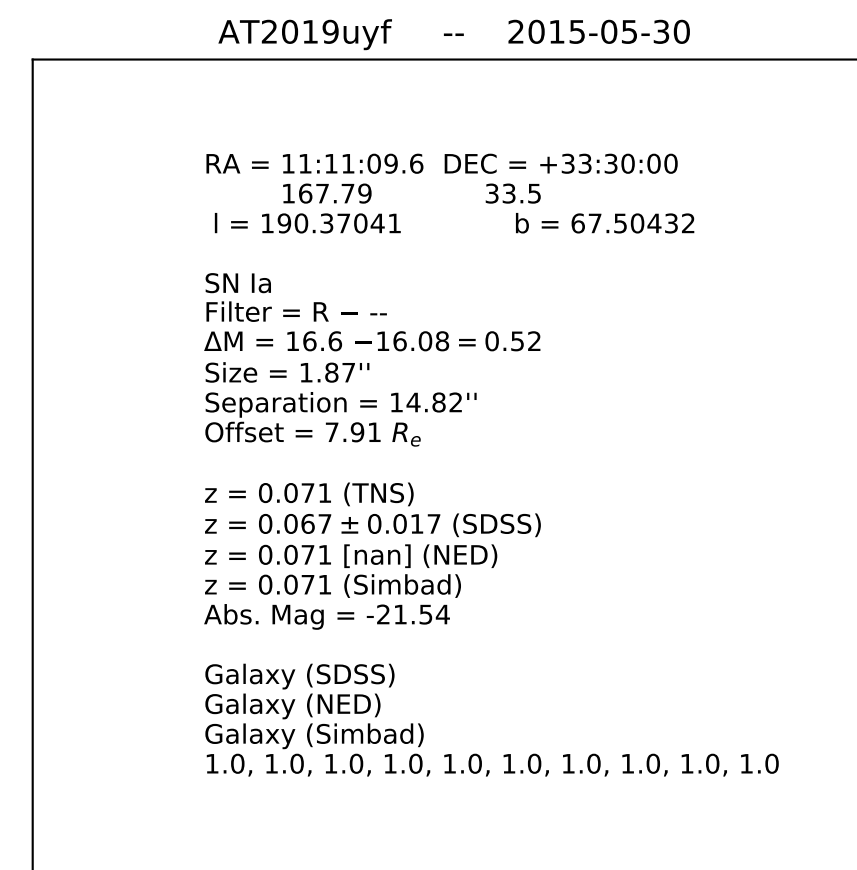 AT2019uyf -- 2015-05-30
RA = 11:11:09.6 DEC = +33:30:00
167.79 33.5
l = 190.37041 b = 67.50432
SN Ia
Filter = R − --
ΔM = 16.6 −16.08 = 0.52
Size = 1.87''
Separation = 14.82''
Offset = 7.91 Re
z = 0.071 (TNS)
z = 0.067 ± 0.017 (SDSS)
z = 0.071 [nan] (NED)
z = 0.071 (Simbad)
Abs. Mag = -21.54
Galaxy (SDSS)
Galaxy (NED)
Galaxy (Simbad)
1.0, 1.0, 1.0, 1.0, 1.0, 1.0, 1.0, 1.0, 1.0, 1.0